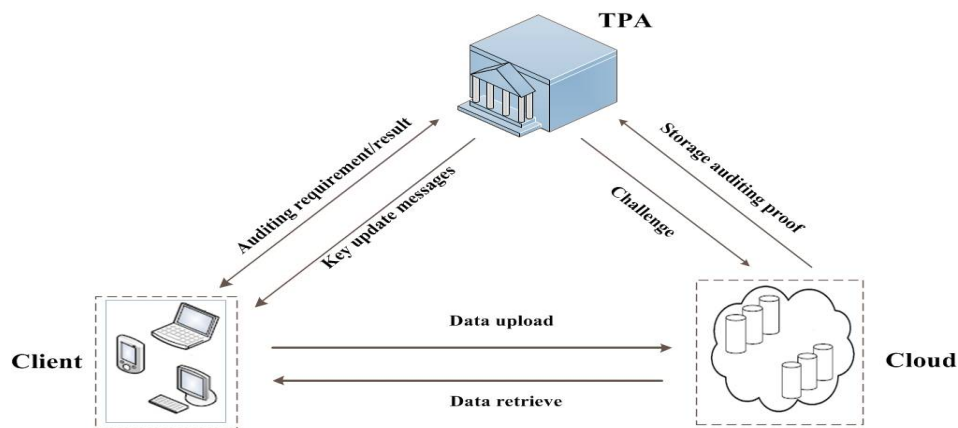 TPA
Auditing requirement/result
Key update messages
Challenge
Storage auditing proof
Client
Data upload
Data retrieve
Cloud